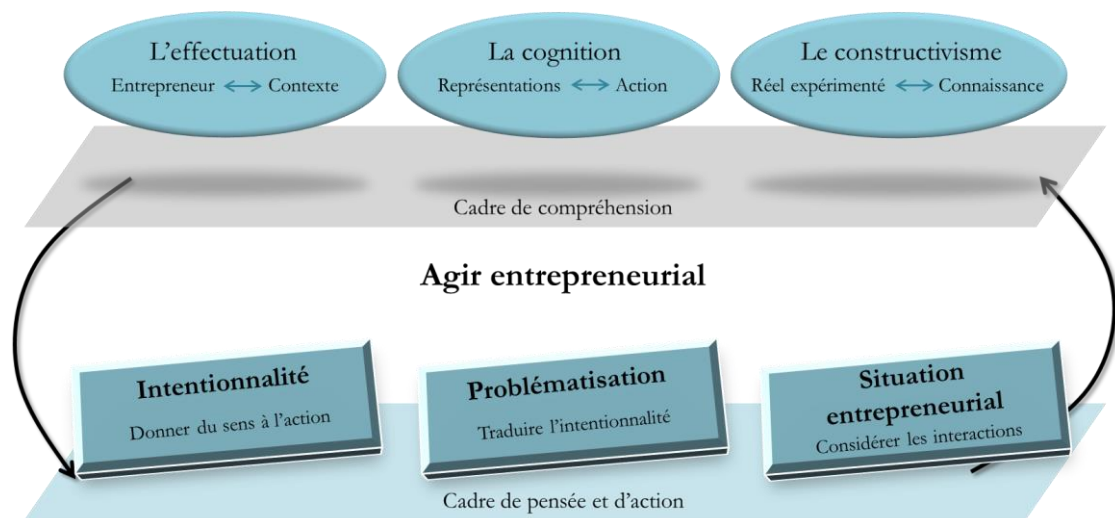 L'effectuation
Entrepreneur ⟷ Contexte
La cognition
Représentations ⟷ Action
Le constructivisme
Réel expérimenté ⟷ Connaissance
Cadre de compréhension
Agir entrepreneurial
Intentionnalité
Donner du sens à l'action
Problématisation
Traduire l'intentionnalité
Situation
entrepreneurial
Considérer les interactions
Cadre de pensée et d'action